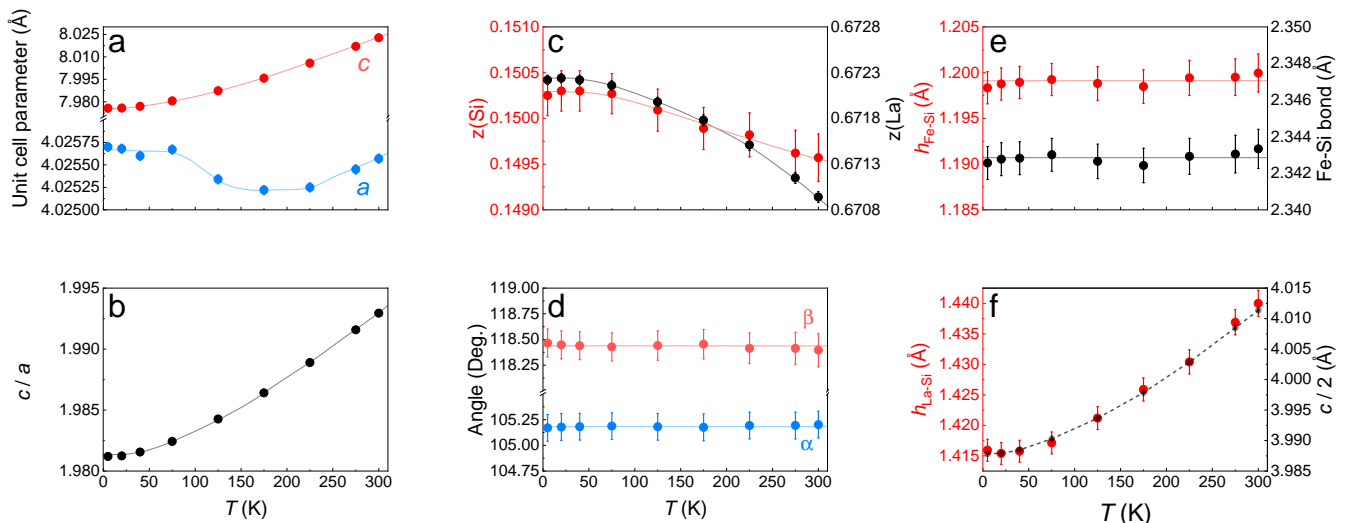 a
Unit cell parameter (Å)
8.025
7.995
7.980
4.02575
4.02550
4.02525
4.02500
c
a
c
z(Si)
0.1510
0.1505
0.1500
0.1495
0.1490
z(La)
0.6728
0.6723
0.6718
0.6713
0.6708
e
hFe-Si (Å)
1.205
1.200
1.195
1.190
1.185
Fe-Si bond (Å)
2.350
2.348
2.346
2.344
2.342
2.340
b
c / a
1.995
1.990
1.985
1.980
0 50 100 150 200 250 300
T (K)
d
Angle (Deg.)
119.0
118.5
118.0
105.50
105.25
105.00
104.75
β
α
0 50 100 150 200 250 300
T (K)
f
hLa-Si (Å)
1.440
1.435
1.430
1.425
1.420
1.415
c / 2 (Å)
4.015
4.010
4.005
4.000
3.995
3.990
3.985
0 50 100 150 200 250 300
T (K)